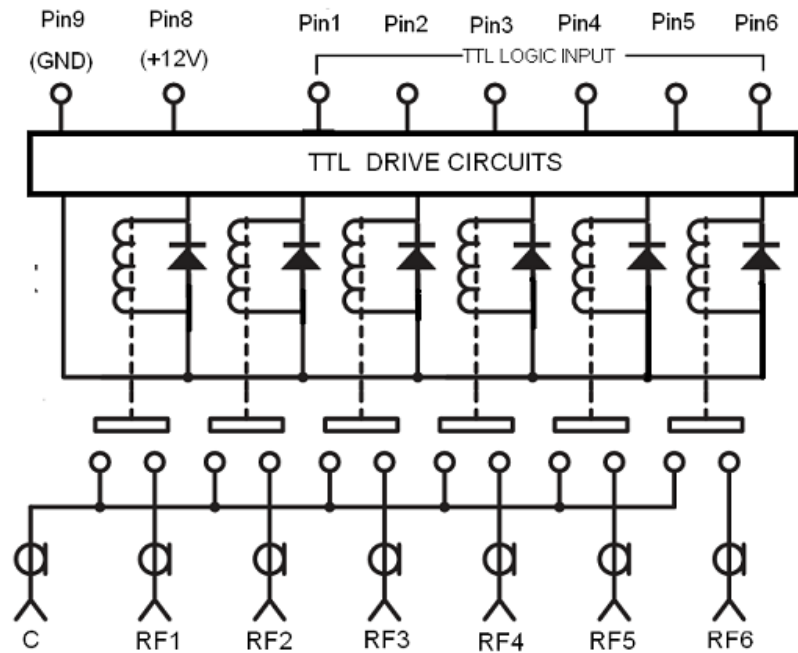 Pin9 Pin8 Pin1 Pin2 Pin3 Pin4 Pin5 Pin6
(GND) (+12V) TTL LOGIC INPUT
TTL DRIVE CIRCUITS
C RF1 RF2 RF3 RF4 RF5 RF6